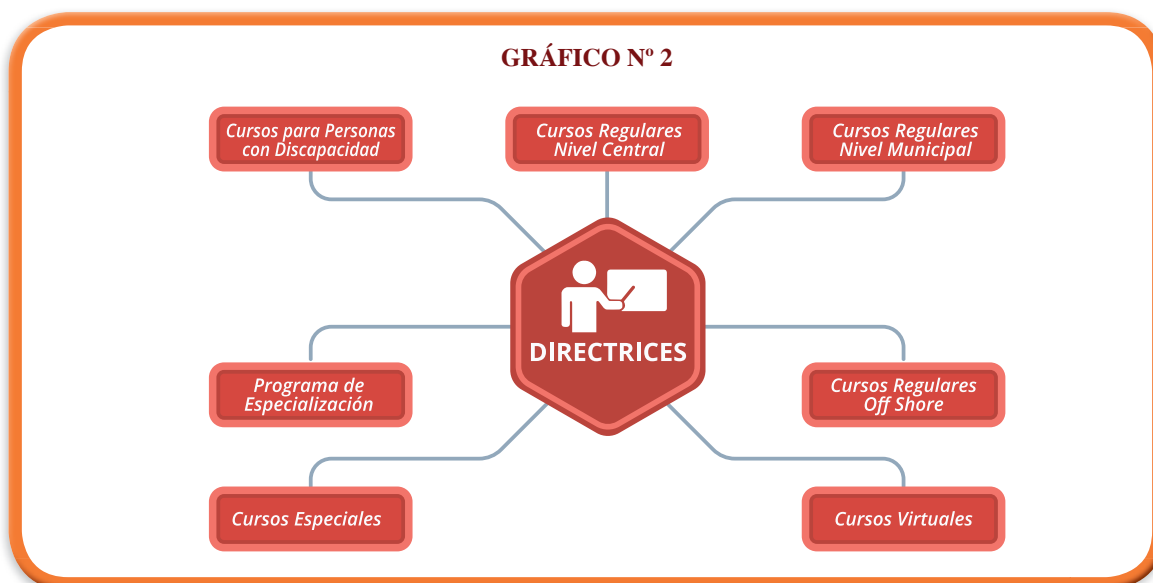 GRÁFICO Nº 2
Cursos para Personas
con Discapacidad
Cursos Regulares
Nivel Central
Cursos Regulares
Nivel Municipal
DIRECTRICES
Programa de
Especialización
Cursos Regulares
Off Shore
Cursos Especiales
Cursos Virtuales